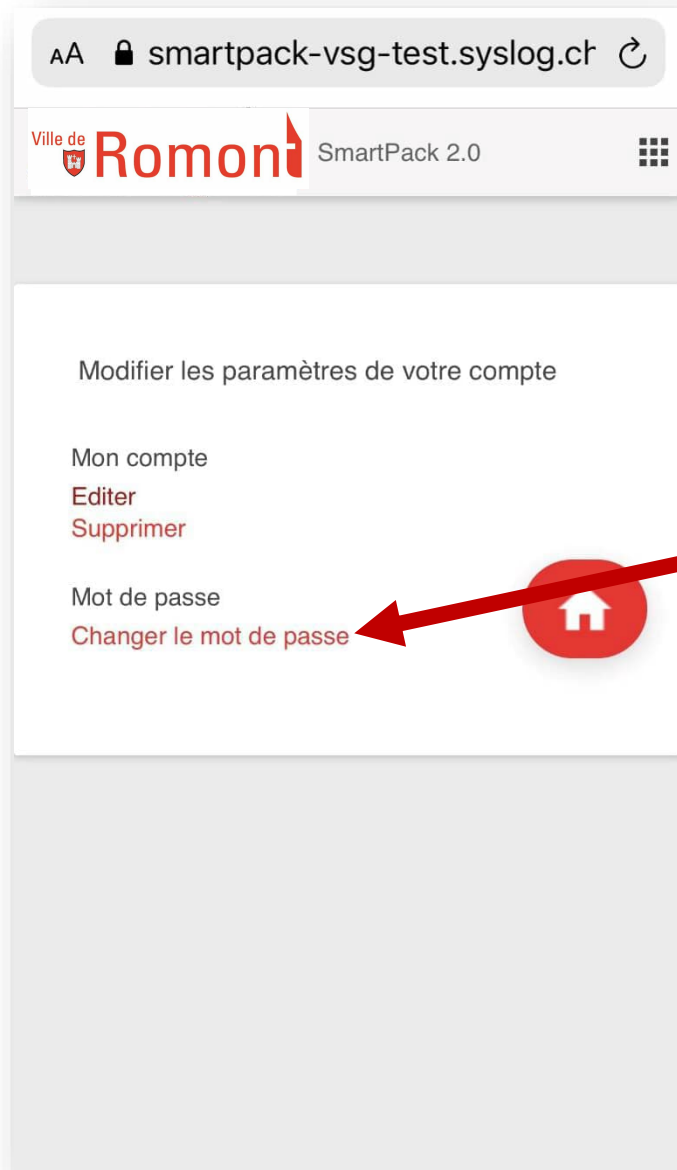 AA smartpack-vsg-test.syslog.ch
Ville de Romont SmartPack 2.0
Modifier les paramètres de votre compte
Mon compte
Editer
Supprimer
Mot de passe
Changer le mot de passe